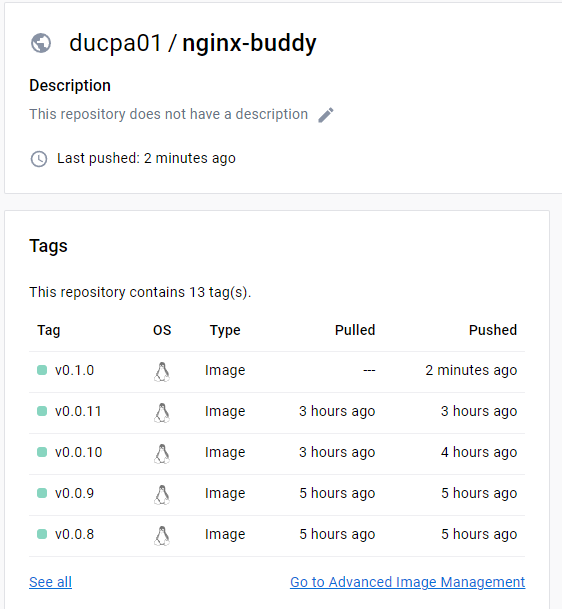 ducpa01 / nginx-buddy
Description
This repository does not have a description
Last pushed: 2 minutes ago
Tags
This repository contains 13 tag(s).
Tag OS Type Pulled Pushed
v0.1.0 Image --- 2 minutes ago
v0.0.11 Image 3 hours ago 3 hours ago
v0.0.10 Image 3 hours ago 4 hours ago
v0.0.9 Image 5 hours ago 5 hours ago
v0.0.8 Image 5 hours ago 5 hours ago
See all Go to Advanced Image Management